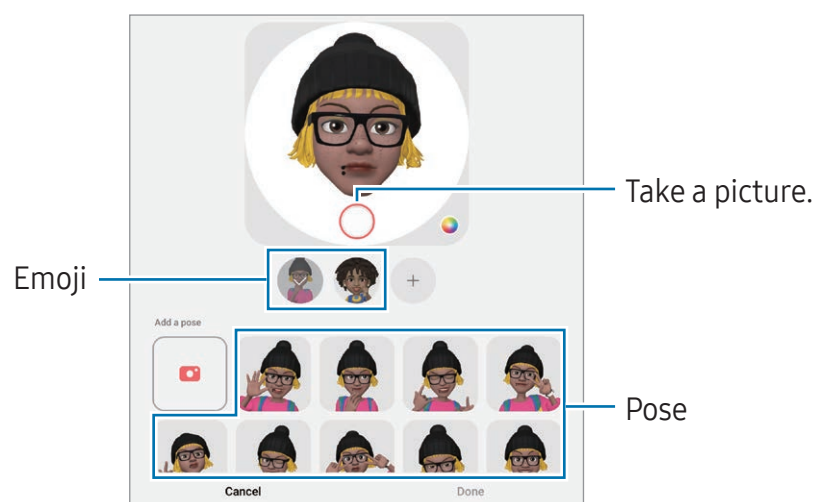 Take a picture.
Emoji
Add a pose
Pose
Cancel
Done